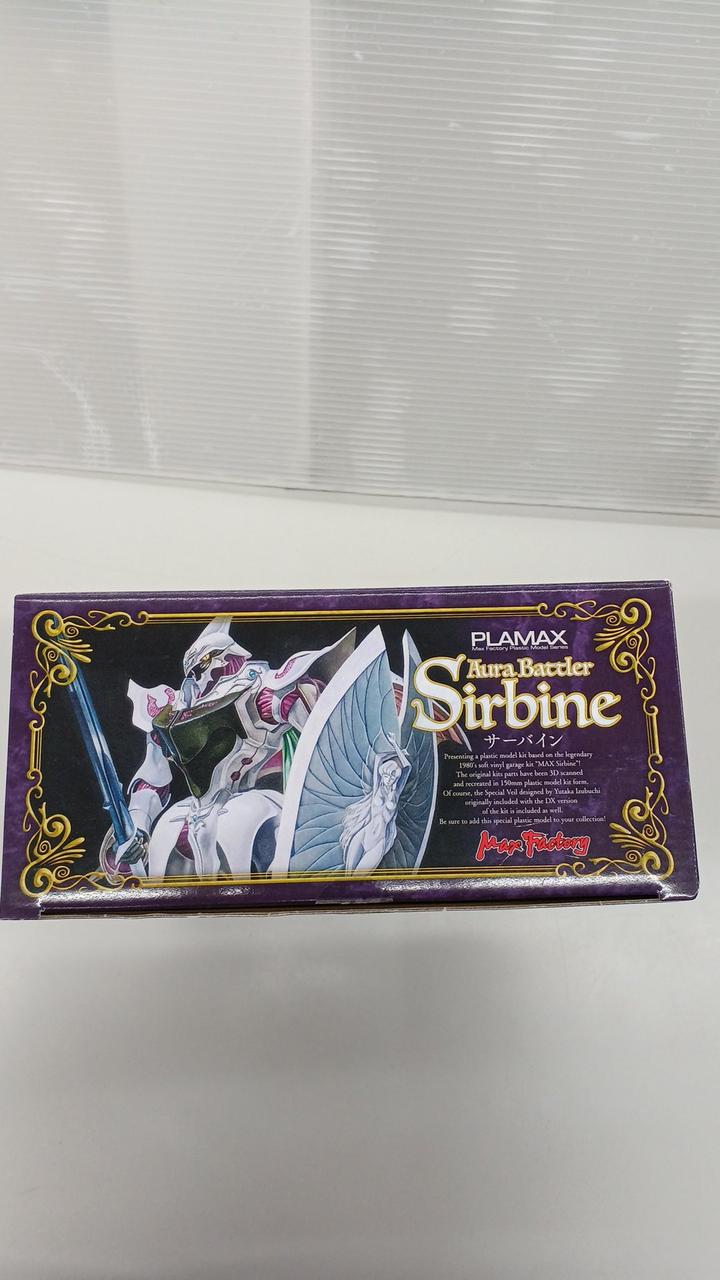 PLAMAX
Max Factory Plastic Model Series
Aura Battler
Sirbine
サーバイン
Presenting a plastic model kit based on the legendary
1980's soft vinyl garage kit "MAX Sirbine"!
The original kits parts have been 3D scanned
and recreated in 150mm plastic model kit form.
Of course, the Special Veil designed by Yutaka Izubuchi
originally included with the DX version
of the kit is included as well.
Be sure to add this special plastic model to your collection!
Max Factory